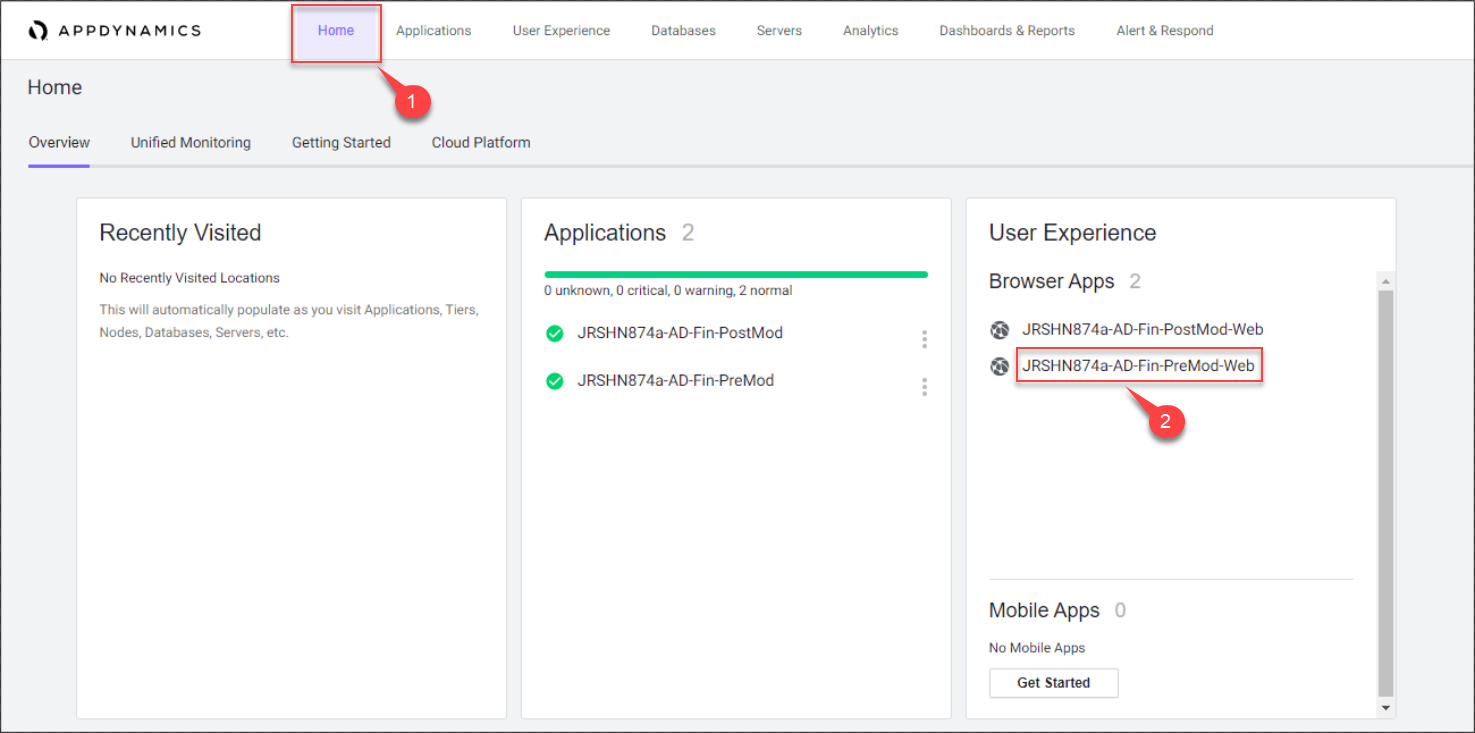 APPDYNAMICS
Home
Applications
User Experience
Databases
Servers
Analytics
Dashboards & Reports
Alert & Respond
1
Home
Overview
Unified Monitoring
Getting Started
Cloud Platform
Recently Visited
No Recently Visited Locations
This will automatically populate as you visit Applications, Tiers,
Nodes, Databases, Servers, etc.
Applications 2
0 unknown, 0 critical, 0 warning, 2 normal
JRSHN874a-AD-Fin-PostMod
JRSHN874a-AD-Fin-PreMod
User Experience
Browser Apps 2
JRSHN874a-AD-Fin-PostMod-Web
JRSHN874a-AD-Fin-PreMod-Web
2
Mobile Apps 0
No Mobile Apps
Get Started